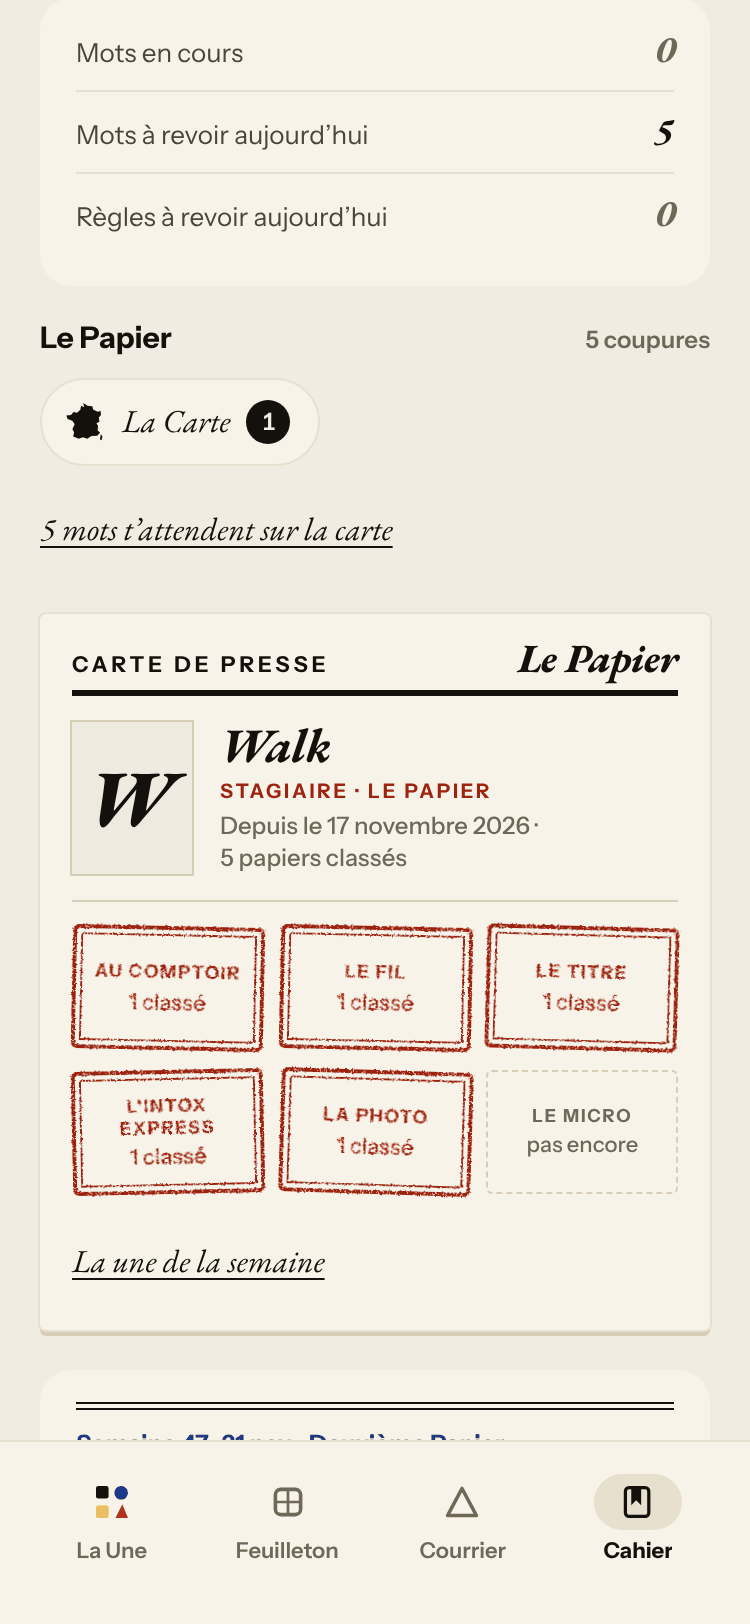 Mots en cours 0
Mots à revoir aujourd’hui 5
Règles à revoir aujourd’hui 0
Le Papier 5 coupures
La Carte 1
5 mots t’attendent sur la carte
CARTE DE PRESSE Le Papier
W
Walk
STAGIAIRE · LE PAPIER
Depuis le 17 novembre 2026 ·
5 papiers classés
AU COMPTOIR LE FIL LE TITRE
1 classé 1 classé 1 classé
L'INTOX
EXPRESS
1 classé
LA PHOTO
1 classé
LE MICRO
pas encore
La une de la semaine
La Une Feuilleton Courrier Cahier